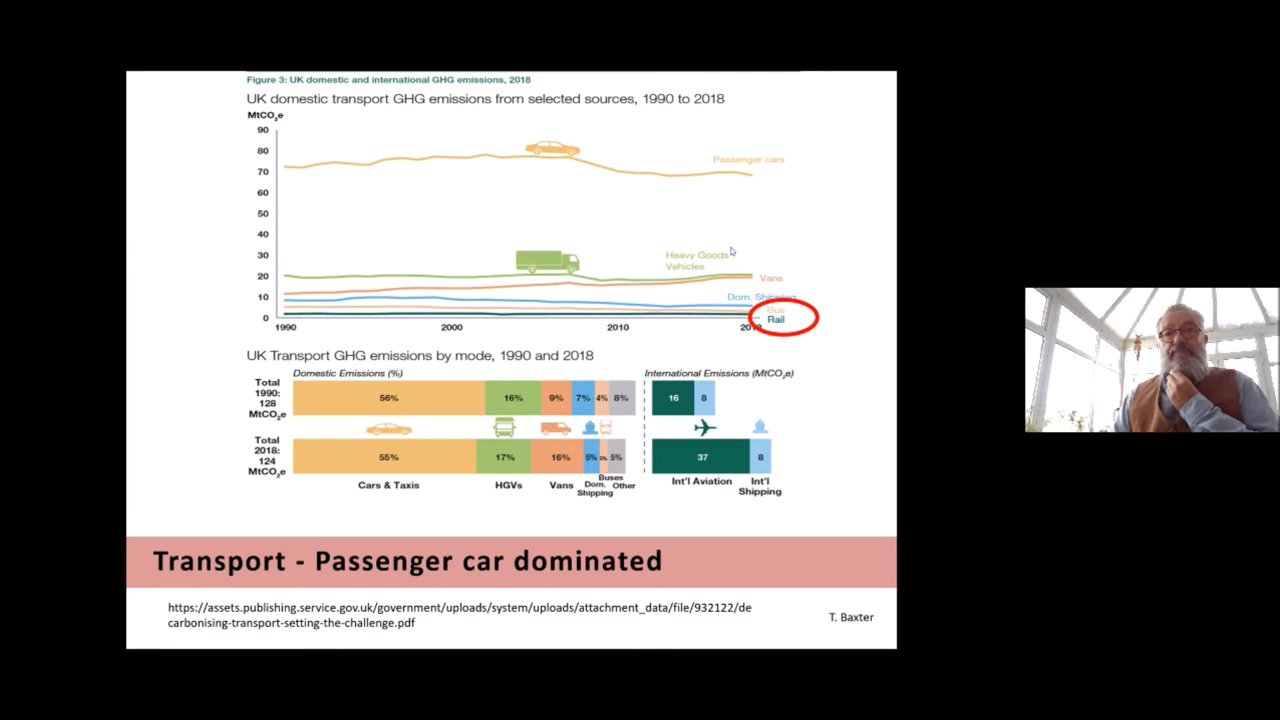 Figure 3: UK domestic and international GHG emissions, 2018
UK domestic transport GHG emissions from selected sources, 1990 to 2018
MtCO₂e
90
80
70
60
50
40
30
20
10
0
Passenger cars
Heavy Goods
Vehicles
Vans
Dom. Shipping
Bus
Rail
1990
2000
2010
UK Transport GHG emissions by mode, 1990 and 2018
Domestic Emissions (%)
International Emissions (MtCO₂e)
Total
1990:
128
MtCO₂e
56%
16%
9%
7%
4%
8%
16
8
Total
2018:
124
MtCO₂e
55%
17%
16%
5%
3%
5%
37
8
Cars & Taxis
HGVs
Vans
Dom.
Shipping
Buses
Other
Int'l Aviation
Int'l
Shipping
Transport - Passenger car dominated
https://assets.publishing.service.gov.uk/government/uploads/system/uploads/attachment_data/file/932122/de
carbonising-transport-setting-the-challenge.pdf
T. Baxter